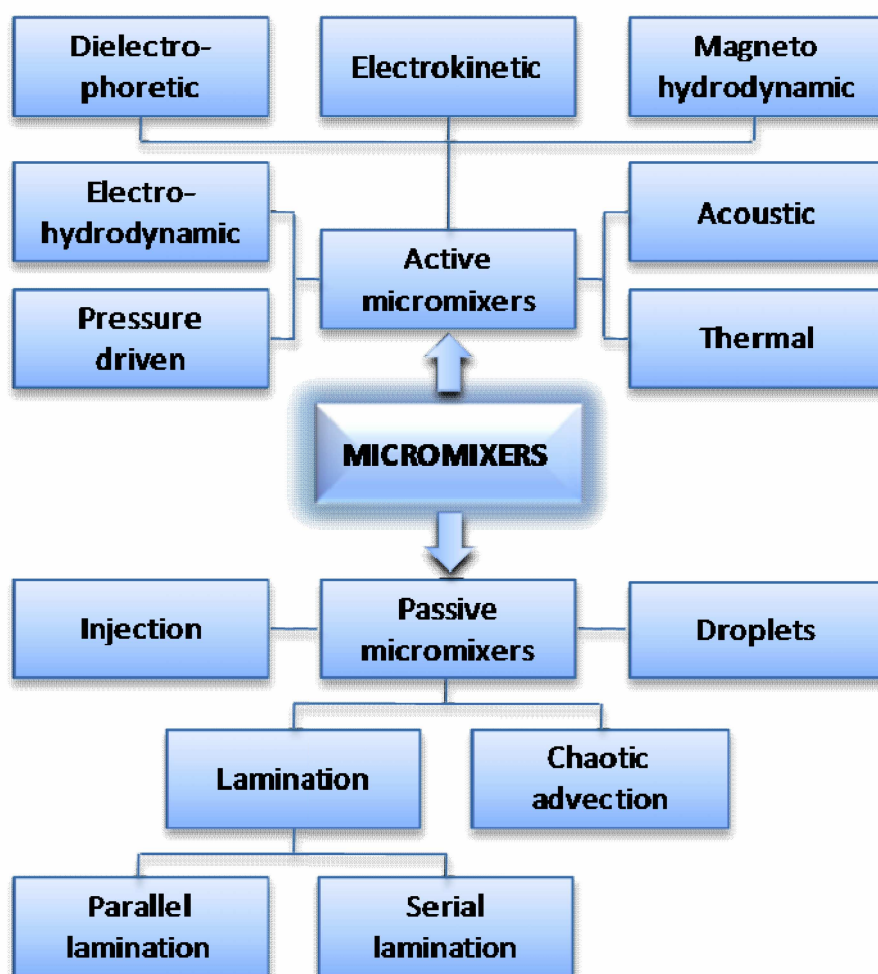 Dielectro-
phoretic
Electrokinetic
Magneto
hydrodynamic
Electro-
hydrodynamic
Active
micromixers
Acoustic
Pressure
driven
Thermal
MICROMIXERS
Injection
Passive
micromixers
Droplets
Lamination
Chaotic
advection
Parallel
lamination
Serial
lamination